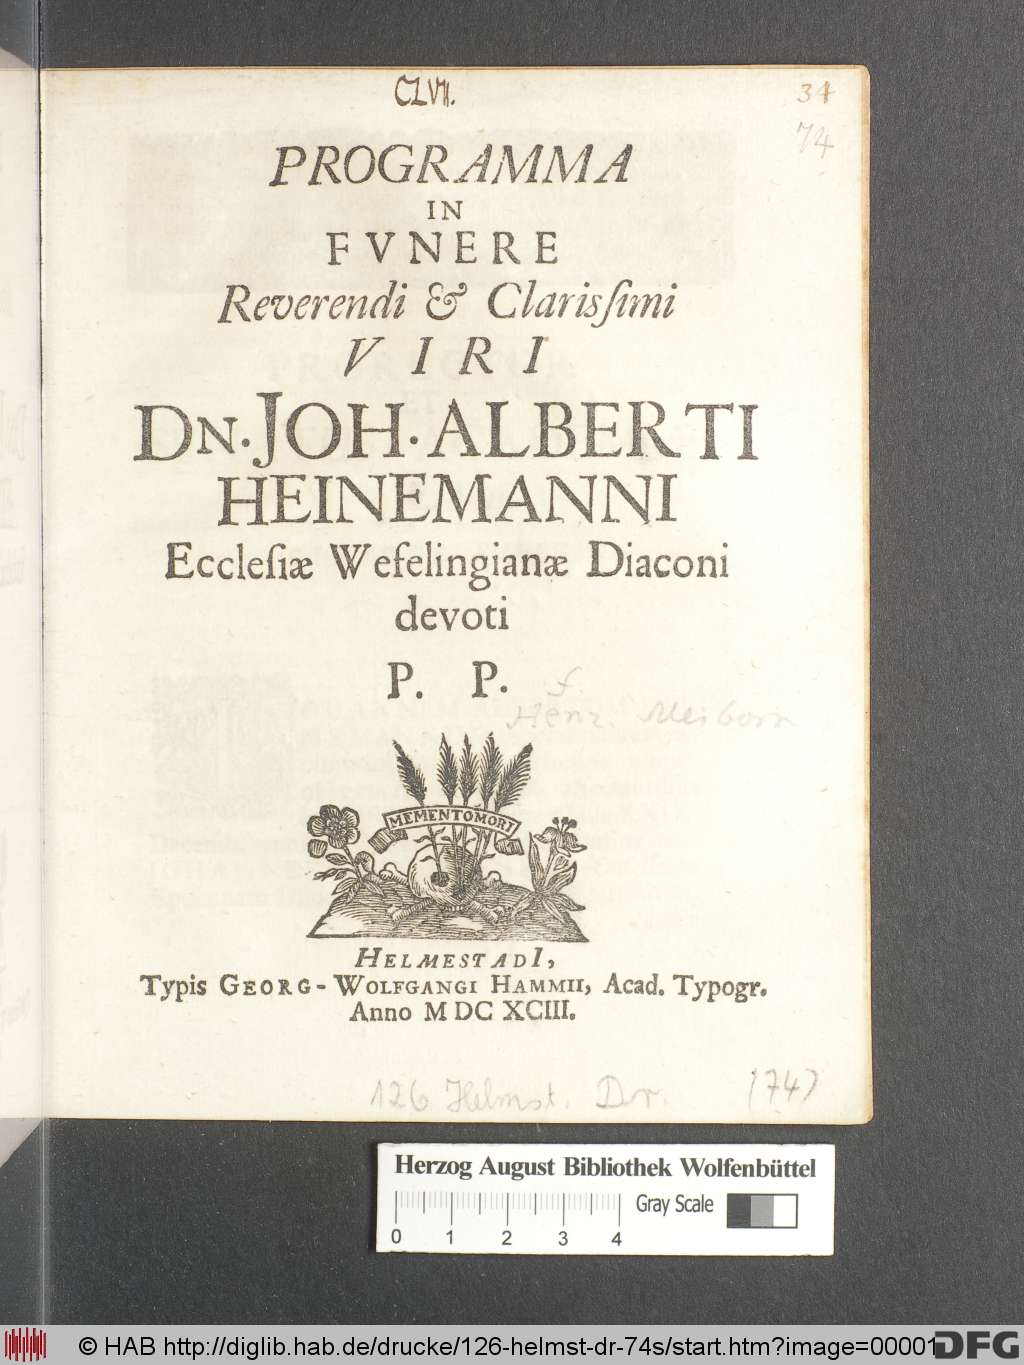 CLVII.
34
74
PROGRAMMA
IN
FVNERE
Reverendi & Clarisſimi
VIRI
DN. JOH. ALBERTI
HEINEMANNI
Eccleſiæ Wefelingianæ Diaconi
devoti
P. P.
f.
Henr. Meibom
MEMENTO MORI
HELMESTADI,
Typis GEORG-WOLFGANGI HAMMII, Acad. Typogr.
Anno M DC XCIII.
126 Helmst. Dr. (74)
Herzog August Bibliothek Wolfenbüttel
Gray Scale
0 1 2 3 4
© HAB http://diglib.hab.de/drucke/126-helmst-dr-74s/start.htm?image=00001
DFG